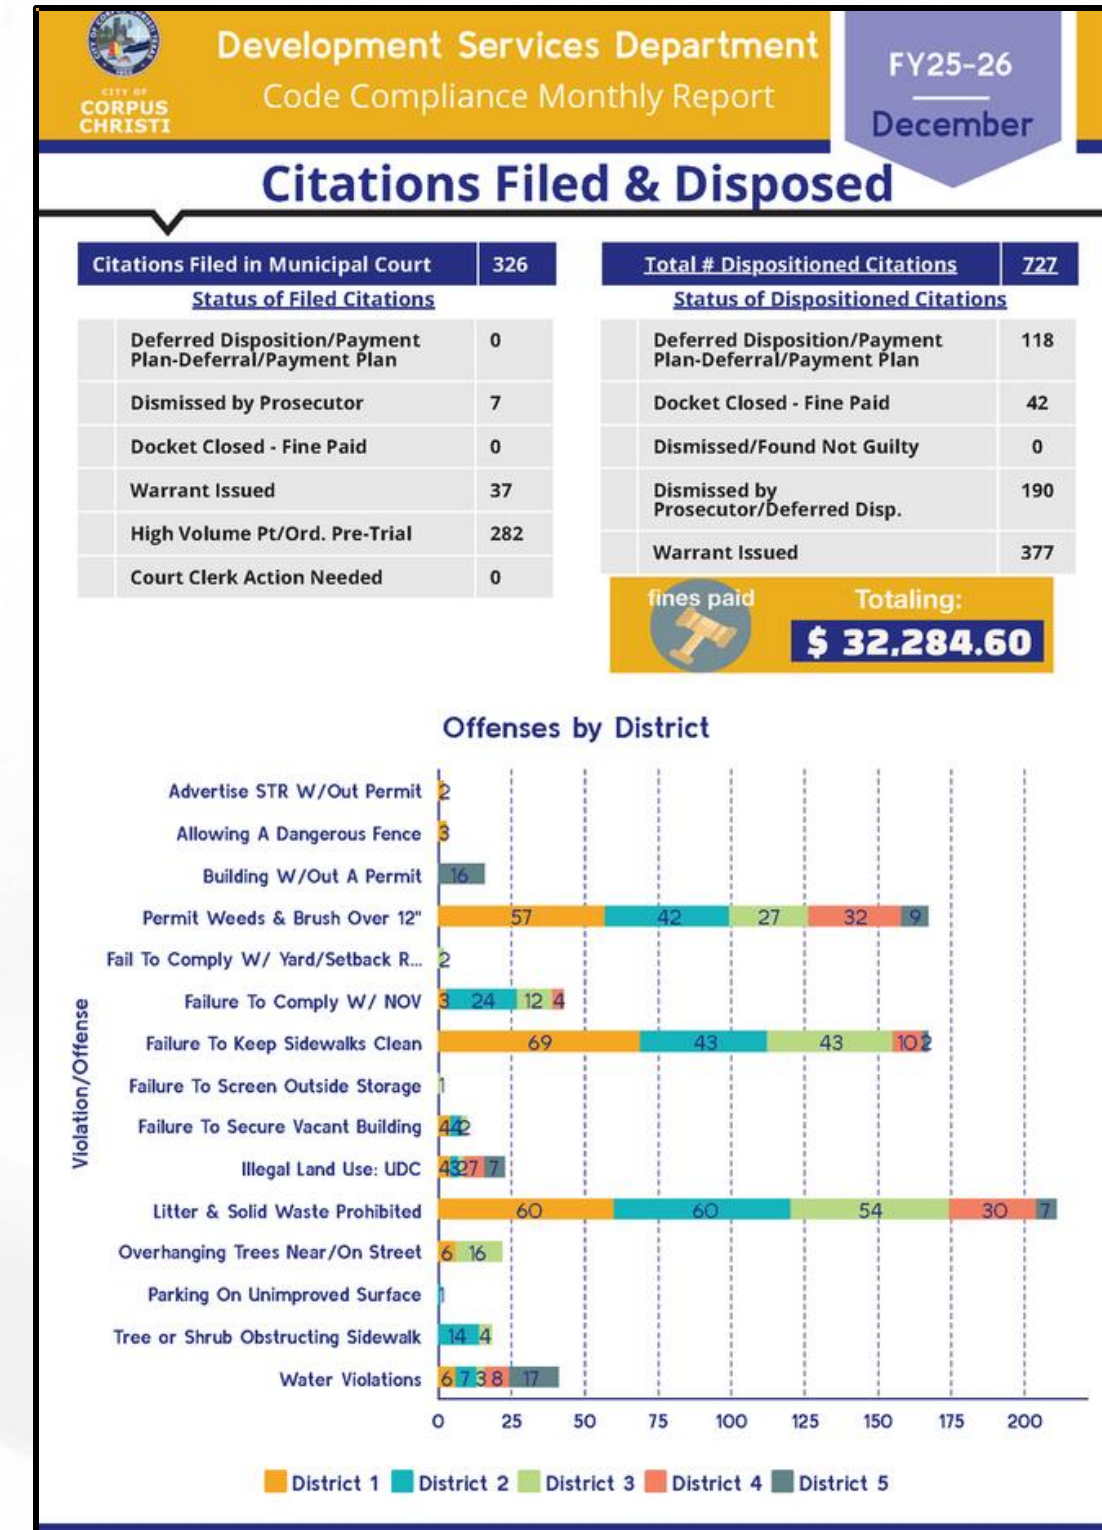 CITY OF
CORPUS
CHRISTI
Development Services Department
Code Compliance Monthly Report
FY25-26
December
Citations Filed & Disposed
Citations Filed in Municipal Court 326
Status of Filed Citations
Deferred Disposition/Payment
Plan-Deferral/Payment Plan 0
Dismissed by Prosecutor 7
Docket Closed - Fine Paid 0
Warrant Issued 37
High Volume Pt/Ord. Pre-Trial 282
Court Clerk Action Needed 0
Total # Dispositioned Citations 727
Status of Dispositioned Citations
Deferred Disposition/Payment
Plan-Deferral/Payment Plan 118
Docket Closed - Fine Paid 42
Dismissed/Found Not Guilty 0
Dismissed by
Prosecutor/Deferred Disp. 190
Warrant Issued 377
fines paid
Totaling:
$ 32,284.60
Offenses by District
Violation/Offense
Advertise STR W/Out Permit 2
Allowing A Dangerous Fence 3
Building W/Out A Permit 16
Permit Weeds & Brush Over 12" 57 42 27 32 9
Fail To Comply W/ Yard/Setback R... 2
Failure To Comply W/ NOV 3 24 12 4
Failure To Keep Sidewalks Clean 69 43 43 10 2
Failure To Screen Outside Storage 1
Failure To Secure Vacant Building 4 4 2
Illegal Land Use: UDC 4 3 2 7 7
Litter & Solid Waste Prohibited 60 60 54 30 7
Overhanging Trees Near/On Street 6 16
Parking On Unimproved Surface 1
Tree or Shrub Obstructing Sidewalk 14 4
Water Violations 6 7 3 8 17
0 25 50 75 100 125 150 175 200
District 1 District 2 District 3 District 4 District 5